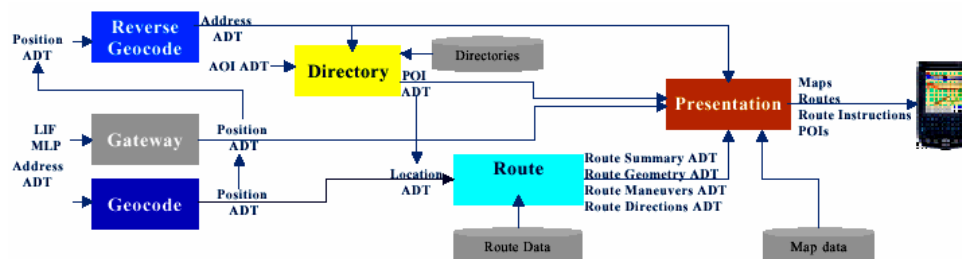 Reverse
Geocode
Address
ADT
Position
ADT
Directories
AOI ADT
Directory
POI
ADT
Presentation
Maps
Routes
Route Instructions
POIs
LIF
MLP
Gateway
Position
ADT
Address
ADT
Geocode
Position
ADT
Location
ADT
Route
Route Summary ADT
Route Geometry ADT
Route Maneuvers ADT
Route Directions ADT
Route Data
Map data